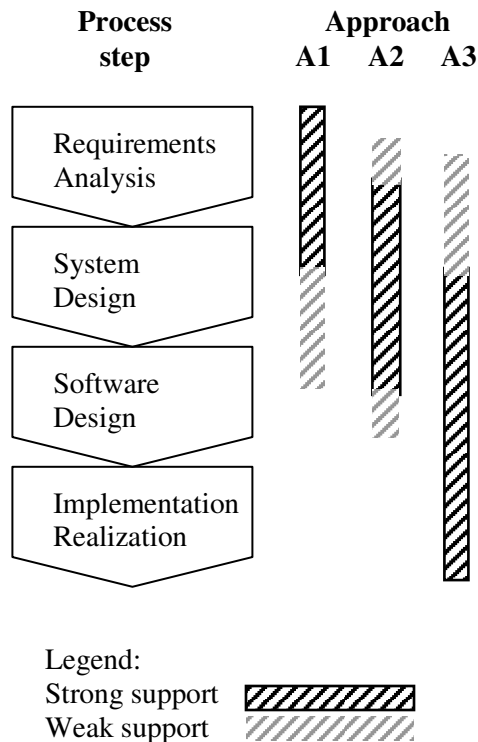 Process Approach
step A1 A2 A3
Requirements
Analysis
System
Design
Software
Design
Implementation
Realization
Legend:
Strong support
Weak support